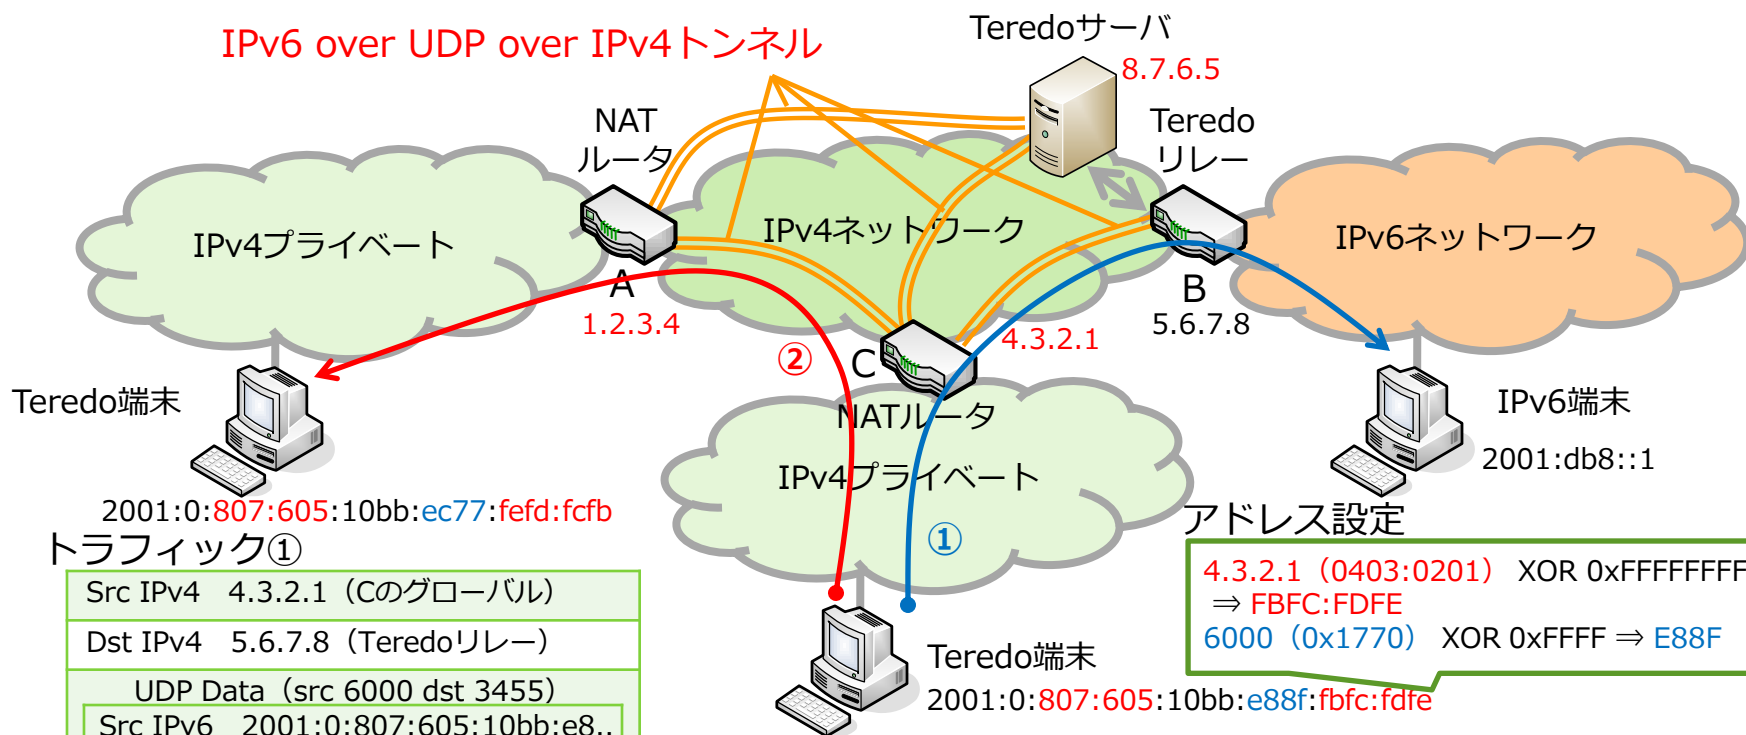 IPv6 over UDP over IPv4トンネル
Teredoサーバ
8.7.6.5
NAT
ルータ
Teredo
リレー
IPv4プライベート
IPv4ネットワーク
IPv6ネットワーク
A
1.2.3.4
B
5.6.7.8
4.3.2.1
C
②
NATルータ
Teredo端末
IPv6端末
2001:db8::1
IPv4プライベート
2001:0:807:605:10bb:ec77:fefd:fcfb
①
トラフィック①
Src IPv4 4.3.2.1（Cのグローバル）
Dst IPv4 5.6.7.8（Teredoリレー）
UDP Data（src 6000 dst 3455）
Src IPv6 2001:0:807:605:10bb:e8..
アドレス設定
4.3.2.1（0403:0201） XOR 0xFFFFFFFF
⇒ FBFC:FDFE
6000（0x1770） XOR 0xFFFF ⇒ E88F
Teredo端末
2001:0:807:605:10bb:e88f:fbfc:fdfe